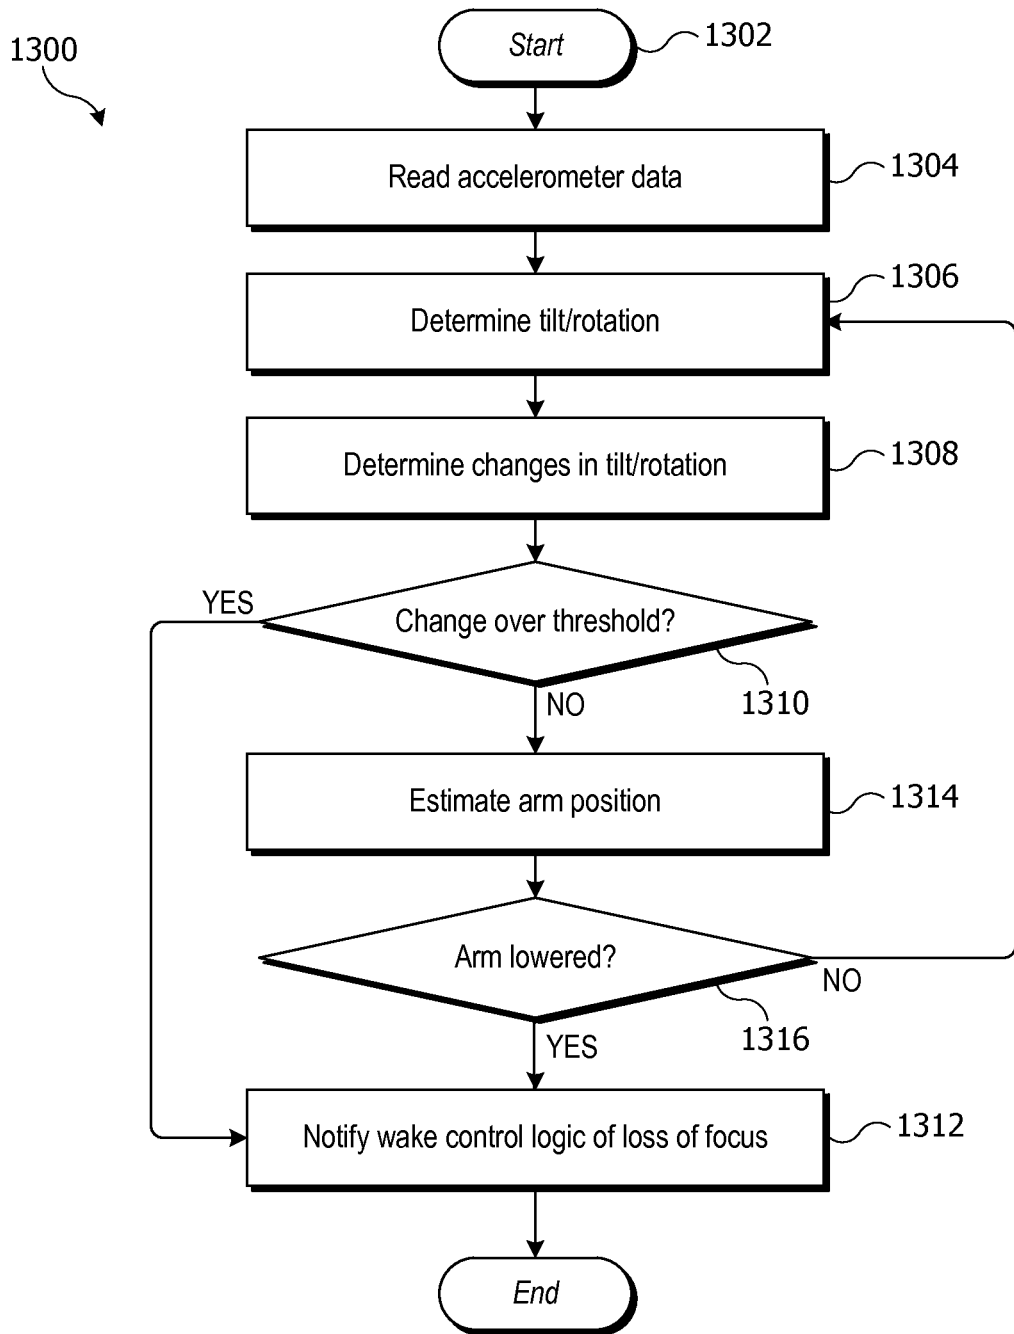 1300
Start
1302
Read accelerometer data
1304
Determine tilt/rotation
1306
Determine changes in tilt/rotation
1308
YES
Change over threshold?
1310
NO
Estimate arm position
1314
Arm lowered?
NO
1316
YES
Notify wake control logic of loss of focus
1312
End